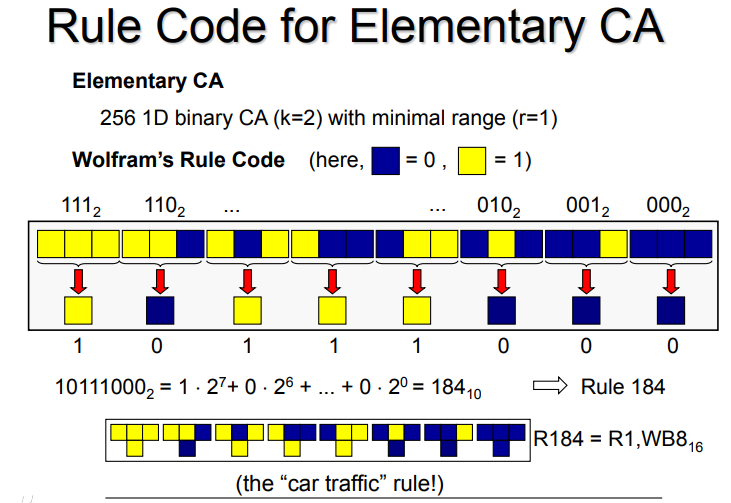 Rule Code for Elementary CA
Elementary CA
256 1D binary CA (k=2) with minimal range (r=1)
Wolfram's Rule Code (here, = 0 , = 1)
111₂ 110₂ ... ... 010₂ 001₂ 000₂
1 0 1 1 1 0 0 0
10111000₂ = 1 · 2⁷+ 0 · 2⁶ + ... + 0 · 2⁰ = 184₁₀ ⇨ Rule 184
R184 = R1,WB8₁₆
(the “car traffic” rule!)